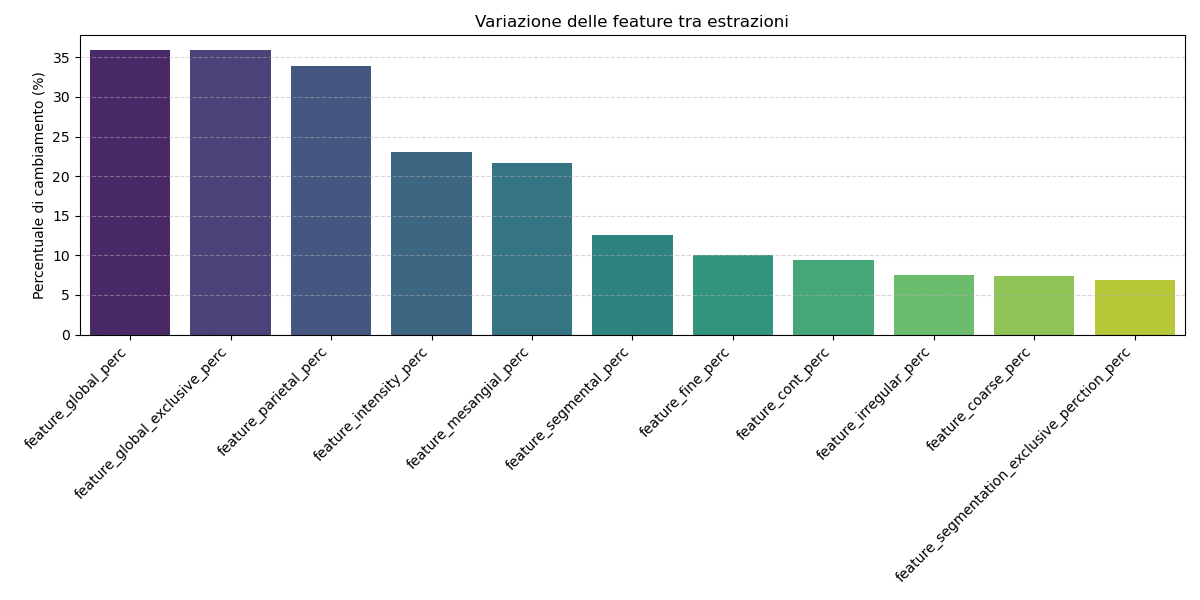 Variazione delle feature tra estrazioni
Percentuale di cambiamento (%)
35
30
25
20
15
10
5
0
feature_global_perc
feature_global_exclusive_perc
feature_parietal_perc
feature_intensity_perc
feature_mesangial_perc
feature_segmental_perc
feature_fine_perc
feature_cont_perc
feature_irregular_perc
feature_coarse_perc
feature_segmentation_exclusive_perction_perc